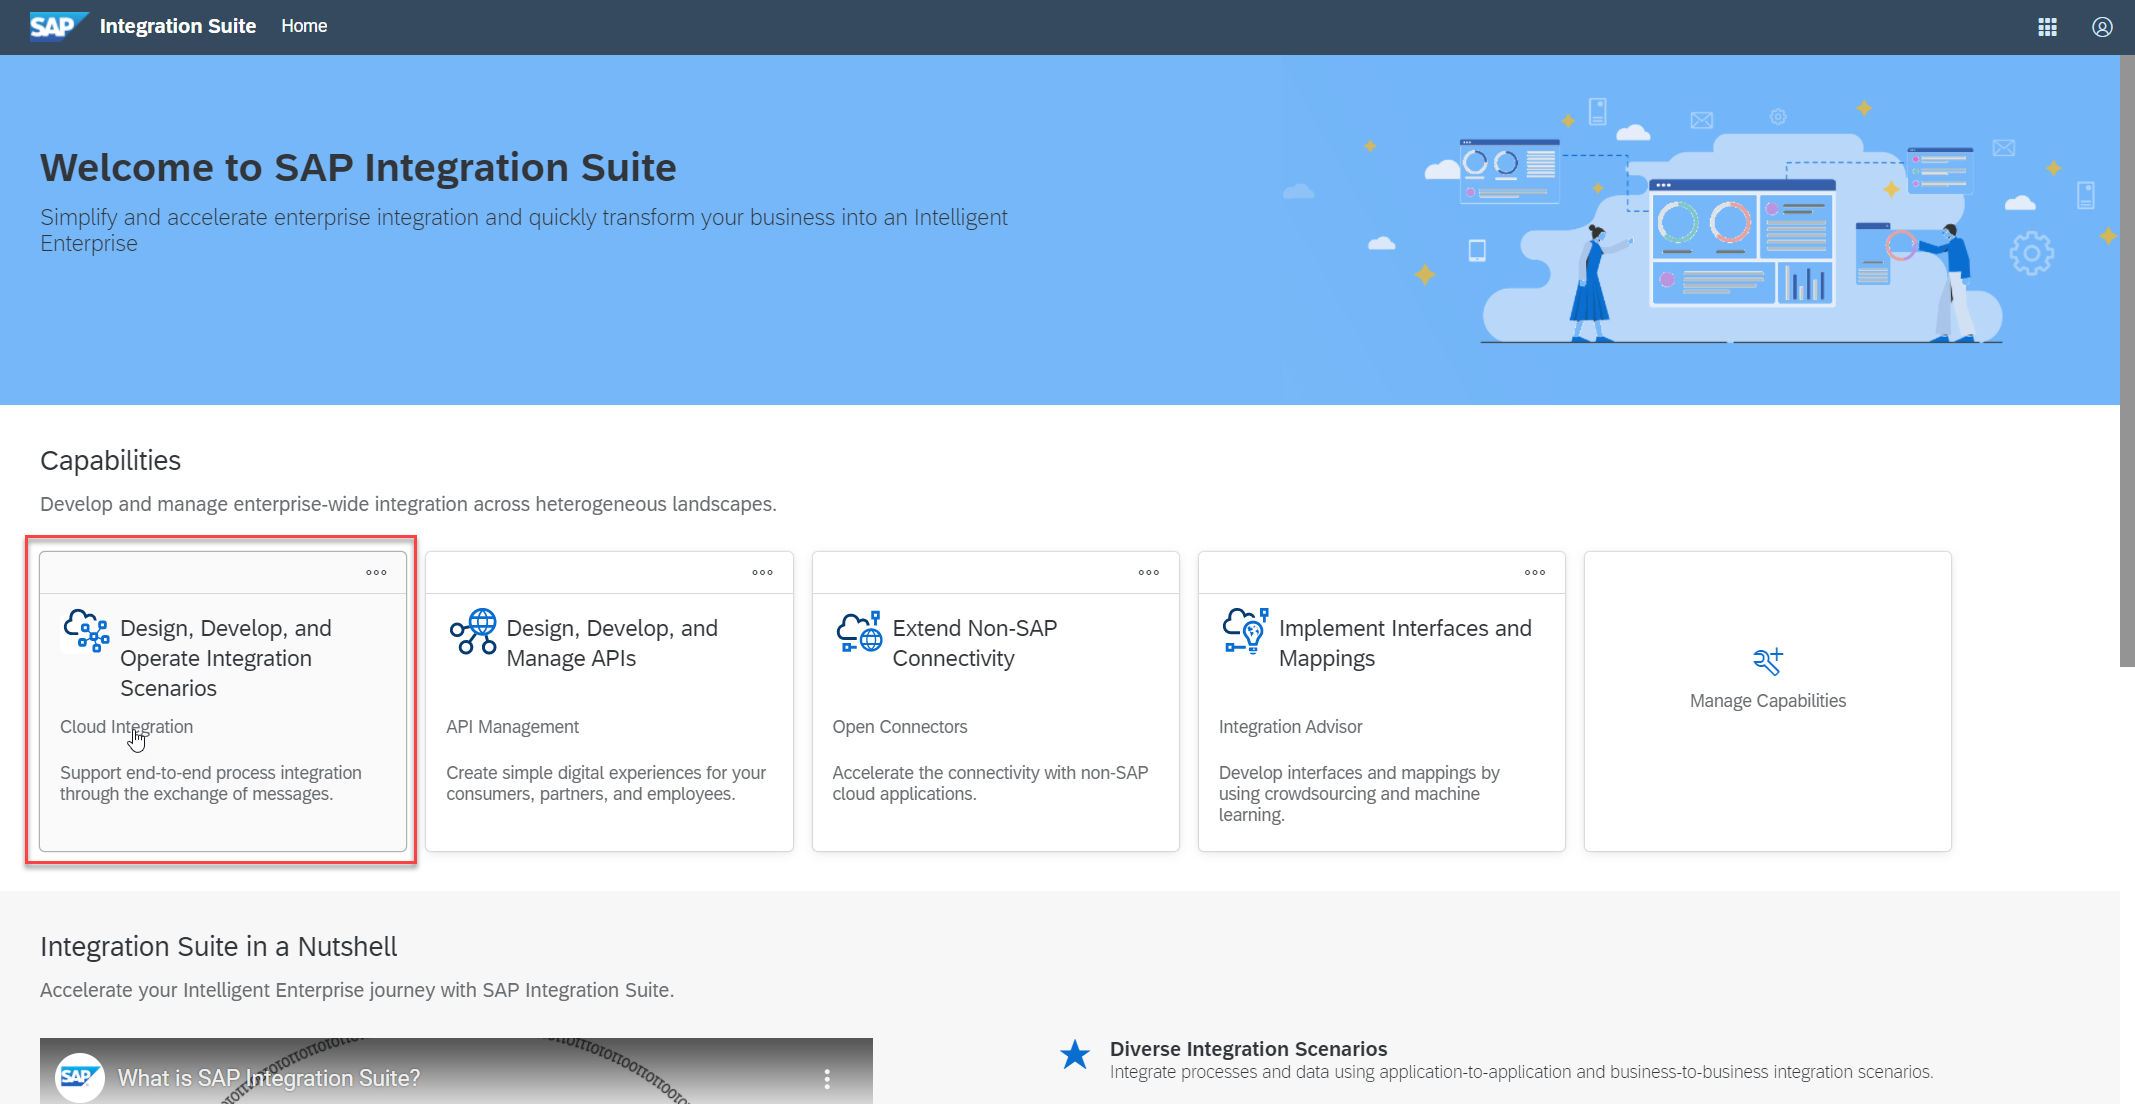 SAP Integration Suite Home
Welcome to SAP Integration Suite
Simplify and accelerate enterprise integration and quickly transform your business into an Intelligent
Enterprise
Capabilities
Develop and manage enterprise-wide integration across heterogeneous landscapes.
Design, Develop, and
Operate Integration
Scenarios
Cloud Integration
Support end-to-end process integration
through the exchange of messages.
Design, Develop, and
Manage APIs
API Management
Create simple digital experiences for your
consumers, partners, and employees.
Extend Non-SAP
Connectivity
Open Connectors
Accelerate the connectivity with non-SAP
cloud applications.
Implement Interfaces and
Mappings
Integration Advisor
Develop interfaces and mappings by
using crowdsourcing and machine
learning.
Manage Capabilities
Integration Suite in a Nutshell
Accelerate your Intelligent Enterprise journey with SAP Integration Suite.
SAP What is SAP Integration Suite?
Diverse Integration Scenarios
Integrate processes and data using application-to-application and business-to-business integration scenarios.